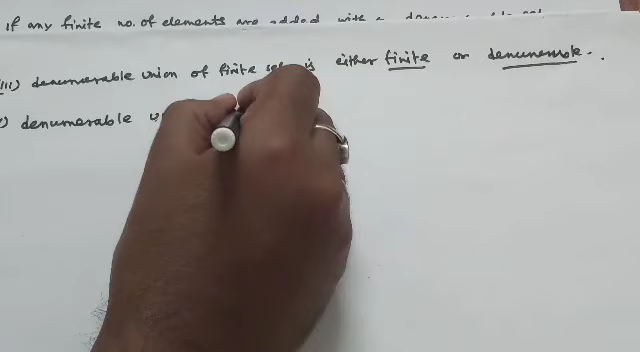 If any finite no. of elements are added with a
(iii) denumerable union of finite sets is either finite or denumerable.
) denumerable